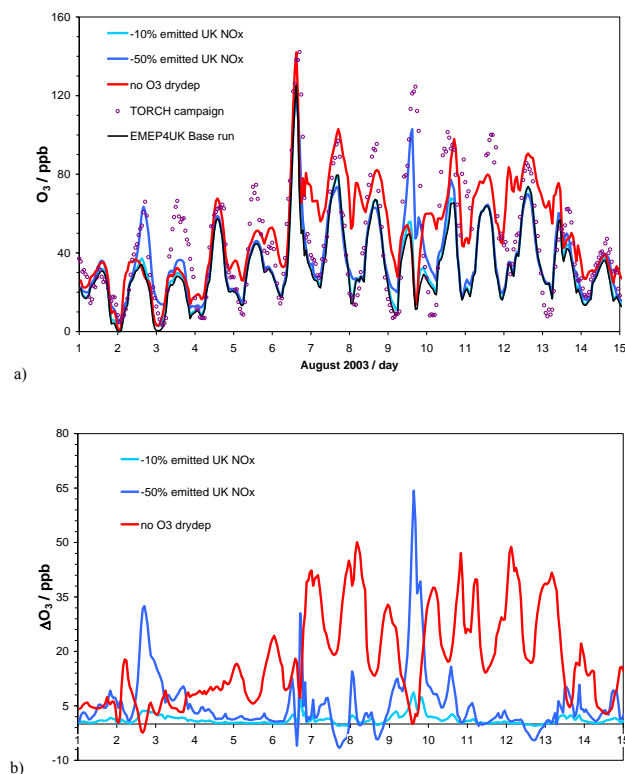 160
120
80
40
0
O3 / ppb
-10% emitted UK NOx
-50% emitted UK NOx
no O3 drydep
TORCH campaign
EMEP4UK Base run
1 2 3 4 5 6 7 8 9 10 11 12 13 14 15
August 2003 / day
a)
80
65
50
35
20
5
-10
ΔO3 / ppb
-10% emitted UK NOx
-50% emitted UK NOx
no O3 drydep
1 2 3 4 5 6 7 8 9 10 11 12 13 14 15
b)